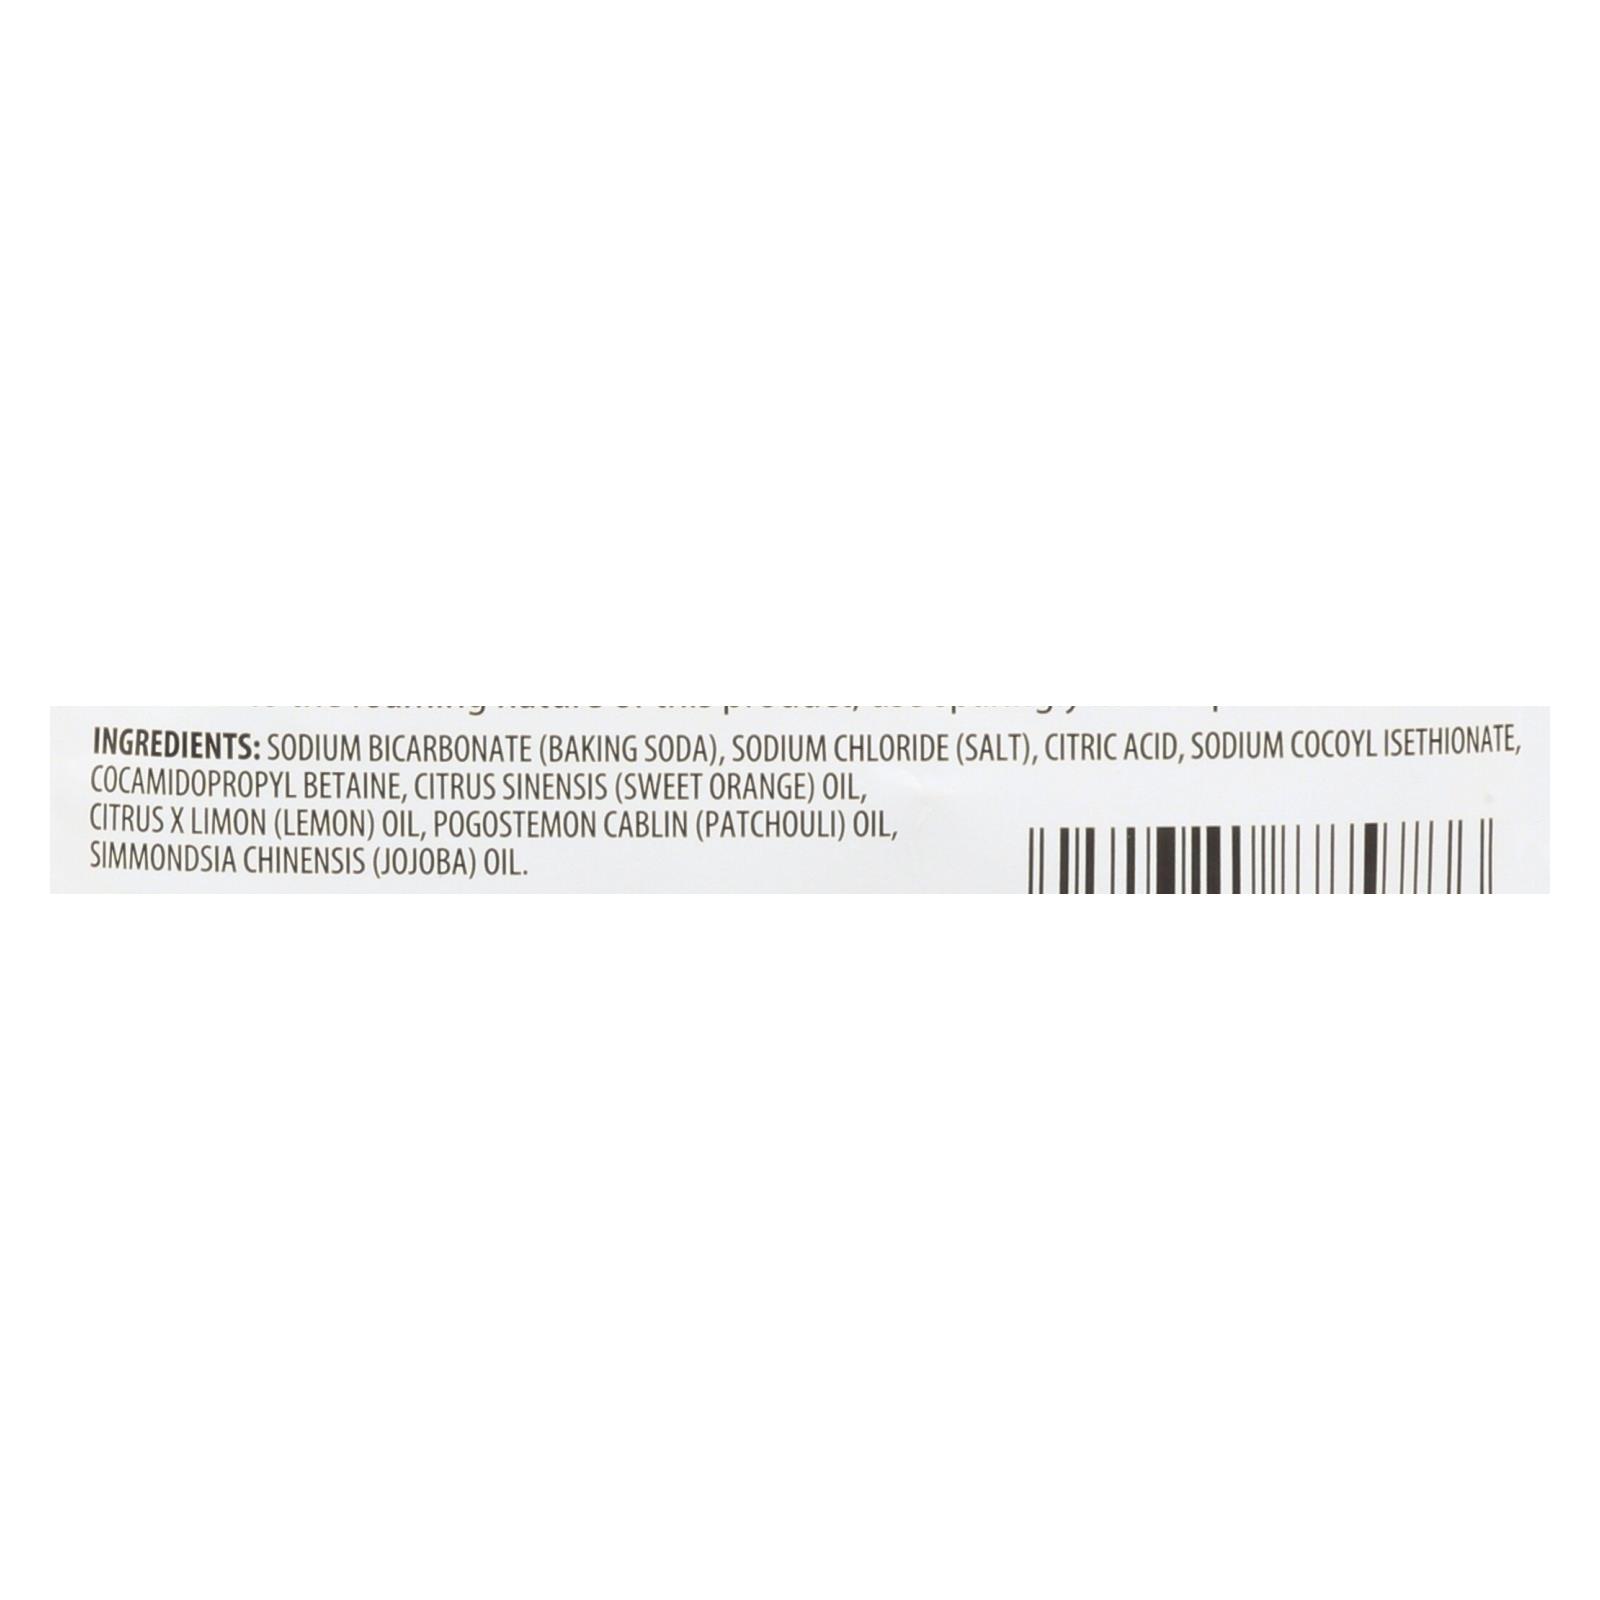 INGREDIENTS: SODIUM BICARBONATE (BAKING SODA), SODIUM CHLORIDE (SALT), CITRIC ACID, SODIUM COCOYL ISETHIONATE,
COCAMIDOPROPYL BETAINE, CITRUS SINENSIS (SWEET ORANGE) OIL,
CITRUS X LIMON (LEMON) OIL, POGOSTEMON CABLIN (PATCHOULI) OIL,
SIMMONDSIA CHINENSIS (JOJOBA) OIL.